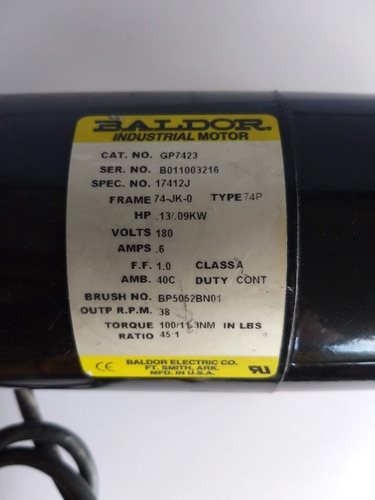 BALDOR.
INDUSTRIAL MOTOR
CAT. NO. GP7423
SER. NO. B011003216
SPEC. NO. 17412J
FRAME 74-JK-0 TYPE 74P
HP .13/.09KW
VOLTS 180
AMPS .6
F.F. 1.0 CLASS A
AMB. 40C DUTY CONT
BRUSH NO. BP5052BN01
OUTP R.P.M. 38
TORQUE 100/11.3NM IN LBS
RATIO 45:1
BALDOR ELECTRIC CO.
FT. SMITH, ARK.
MFD. IN U.S.A.
CE